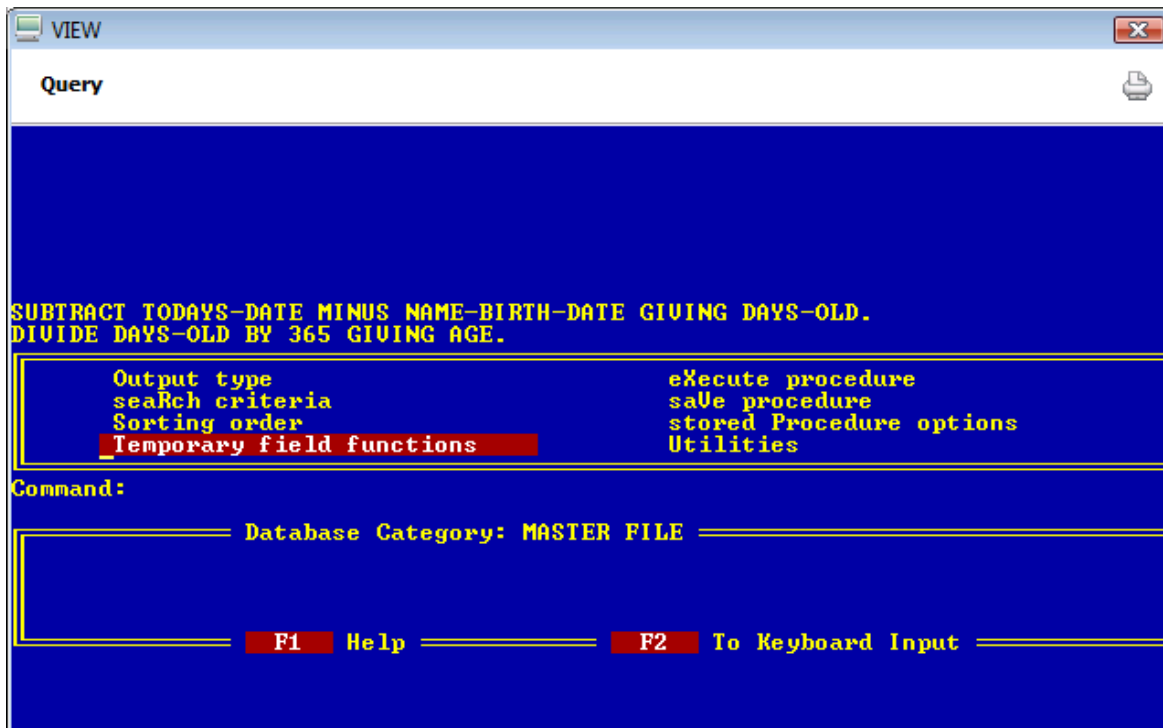 VIEW
Query
SUBTRACT TODAYS-DATE MINUS NAME-BIRTH-DATE GIVING DAYS-OLD.
DIVIDE DAYS-OLD BY 365 GIVING AGE.
Output type eXecute procedure
seaRch criteria saVe procedure
Sorting order stored Procedure options
Temporary field functions Utilities
Command:
Database Category: MASTER FILE
F1 Help F2 To Keyboard Input